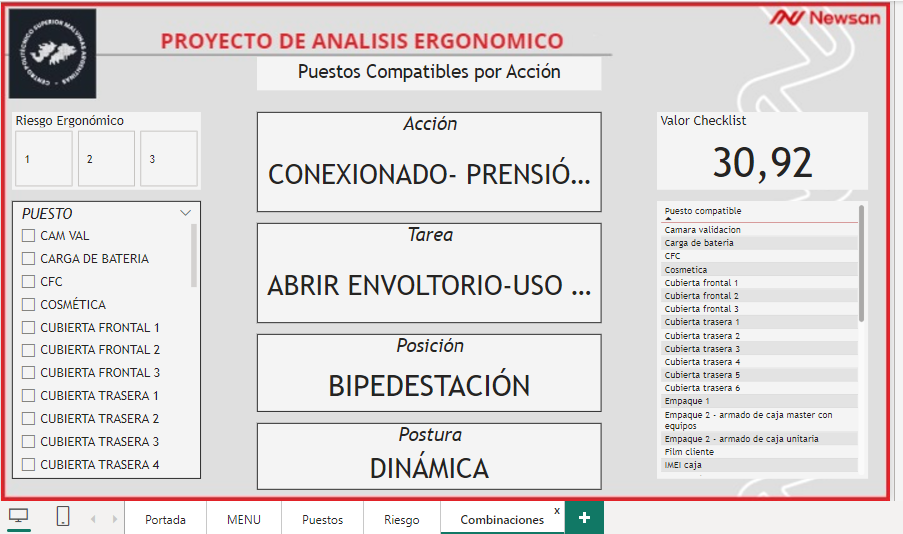 CENTRO POLITÉCNICO SUPERIOR MALVINAS ARGENTINAS
Newsan
PROYECTO DE ANALISIS ERGONOMICO
Puestos Compatibles por Acción
Riesgo Ergonómico
1
2
3
PUESTO
CAM VAL
CARGA DE BATERIA
CFC
COSMÉTICA
CUBIERTA FRONTAL 1
CUBIERTA FRONTAL 2
CUBIERTA FRONTAL 3
CUBIERTA TRASERA 1
CUBIERTA TRASERA 2
CUBIERTA TRASERA 3
CUBIERTA TRASERA 4
Acción
CONEXIONADO- PRENSIÓ...
Tarea
ABRIR ENVOLTORIO-USO ...
Posición
BIPEDESTACIÓN
Postura
DINÁMICA
Valor Checklist
30,92
Puesto compatible
Camara validacion
Carga de bateria
CFC
Cosmetica
Cubierta frontal 1
Cubierta frontal 2
Cubierta frontal 3
Cubierta trasera 1
Cubierta trasera 2
Cubierta trasera 3
Cubierta trasera 4
Cubierta trasera 5
Cubierta trasera 6
Empaque 1
Empaque 2 - armado de caja master con
equipos
Empaque 2 - armado de caja unitaria
Film cliente
IMEI caja
Portada
MENU
Puestos
Riesgo
Combinaciones
x
+